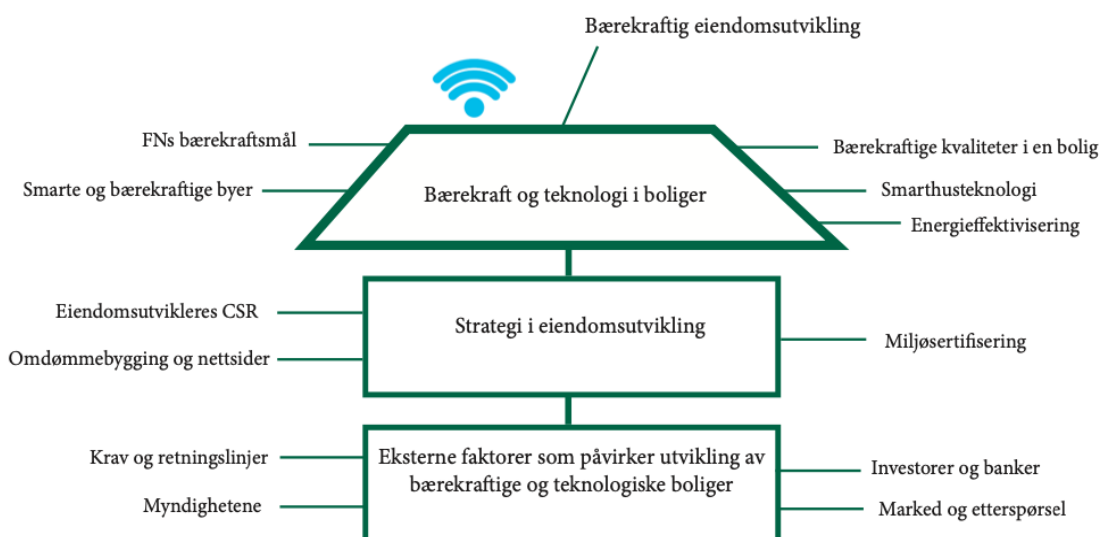 Bærekraftig eiendomsutvikling
FNs bærekraftsmål
Bærekraftige kvaliteter i en bolig
Smarte og bærekraftige byer
Bærekraft og teknologi i boliger
Smarthusteknologi
Energieffektivisering
Eiendomsutvikleres CSR
Strategi i eiendomsutvikling
Omdømmebygging og nettsider
Miljøsertifisering
Krav og retningslinjer
Eksterne faktorer som påvirker utvikling av
bærekraftige og teknologiske boliger
Investorer og banker
Myndighetene
Marked og etterspørsel